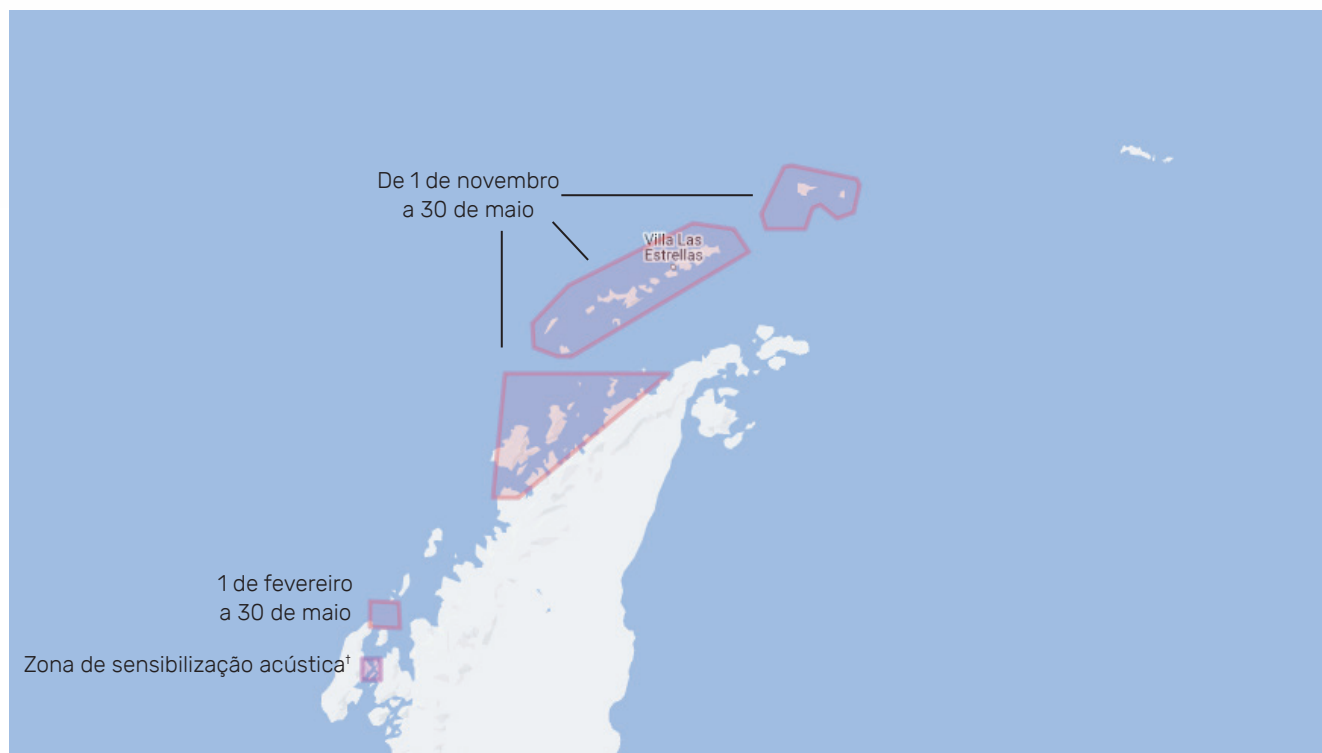 De 1 de novembro
a 30 de maio
Villa Las
Estrellas
1 de fevereiro
a 30 de maio
Zona de sensibilização acústica†